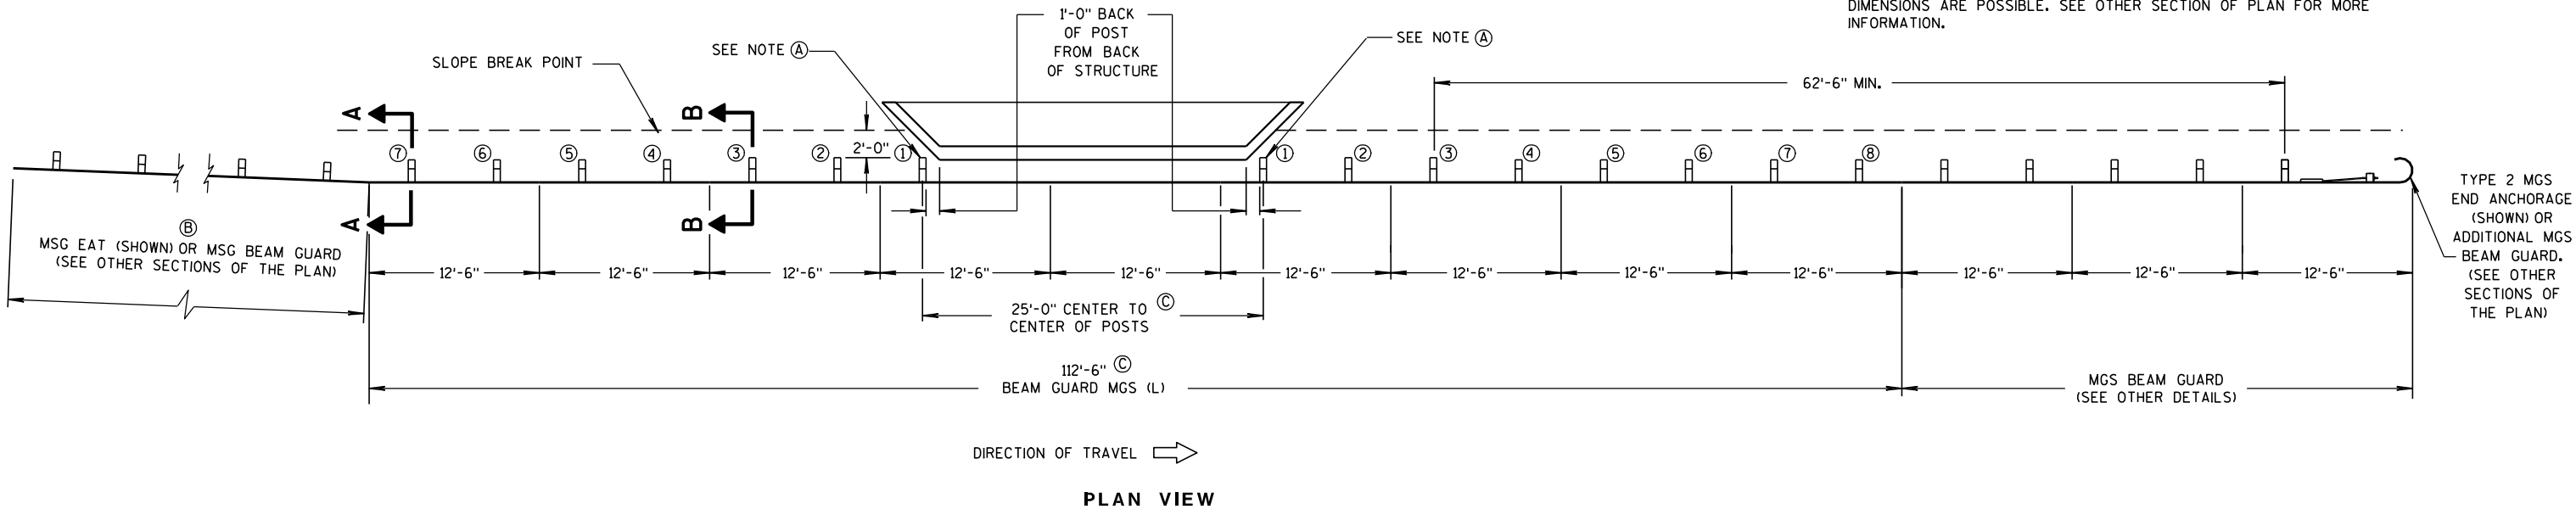 DIMENSIONS ARE POSSIBLE. SEE OTHER SECTION OF PLAN FOR MORE
INFORMATION.
1'-0" BACK
OF POST
FROM BACK
OF STRUCTURE
SEE NOTE Ⓐ
SEE NOTE Ⓐ
SLOPE BREAK POINT
62'-6" MIN.
A
B
2'-0"
⑦
⑥
⑤
④
③
②
①
①
②
③
④
⑤
⑥
⑦
⑧
A
B
Ⓑ
MSG EAT (SHOWN) OR MSG BEAM GUARD
(SEE OTHER SECTIONS OF THE PLAN)
TYPE 2 MGS
END ANCHORAGE
(SHOWN) OR
ADDITIONAL MGS
BEAM GUARD.
(SEE OTHER
SECTIONS OF
THE PLAN)
12'-6"
12'-6"
12'-6"
12'-6"
12'-6"
12'-6"
12'-6"
12'-6"
12'-6"
12'-6"
12'-6"
12'-6"
25'-0" CENTER TO Ⓒ
CENTER OF POSTS
112'-6" Ⓒ
BEAM GUARD MGS (L)
MGS BEAM GUARD
(SEE OTHER DETAILS)
DIRECTION OF TRAVEL
PLAN VIEW